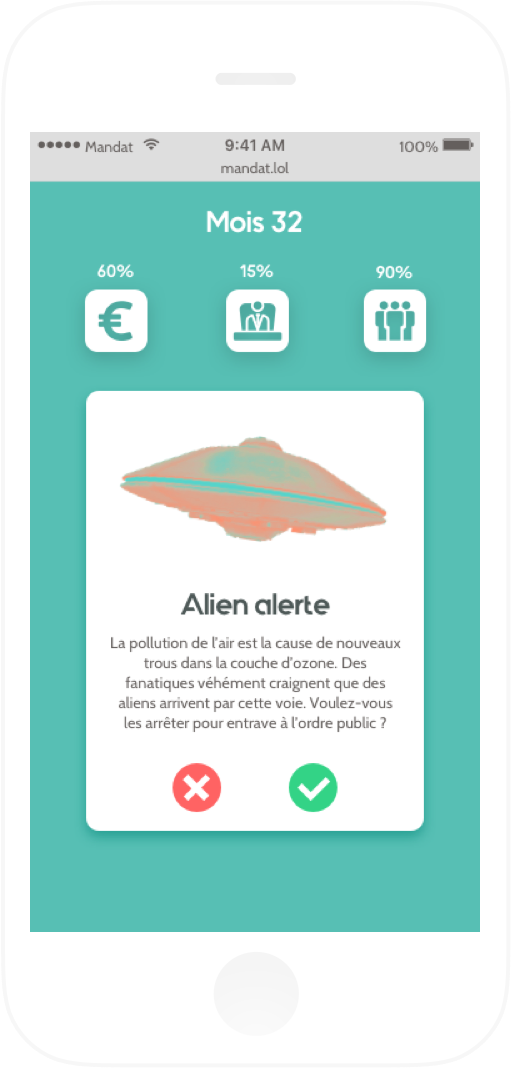 Mandat 9:41 AM 100%
mandat.lol
Mois 32
60% 15% 90%
€
Alien alerte
La pollution de l'air est la cause de nouveaux
trous dans la couche d'ozone. Des
fanatiques véhément craignent que des
aliens arrivent par cette voie. Voulez-vous
les arrêter pour entrave à l'ordre public ?